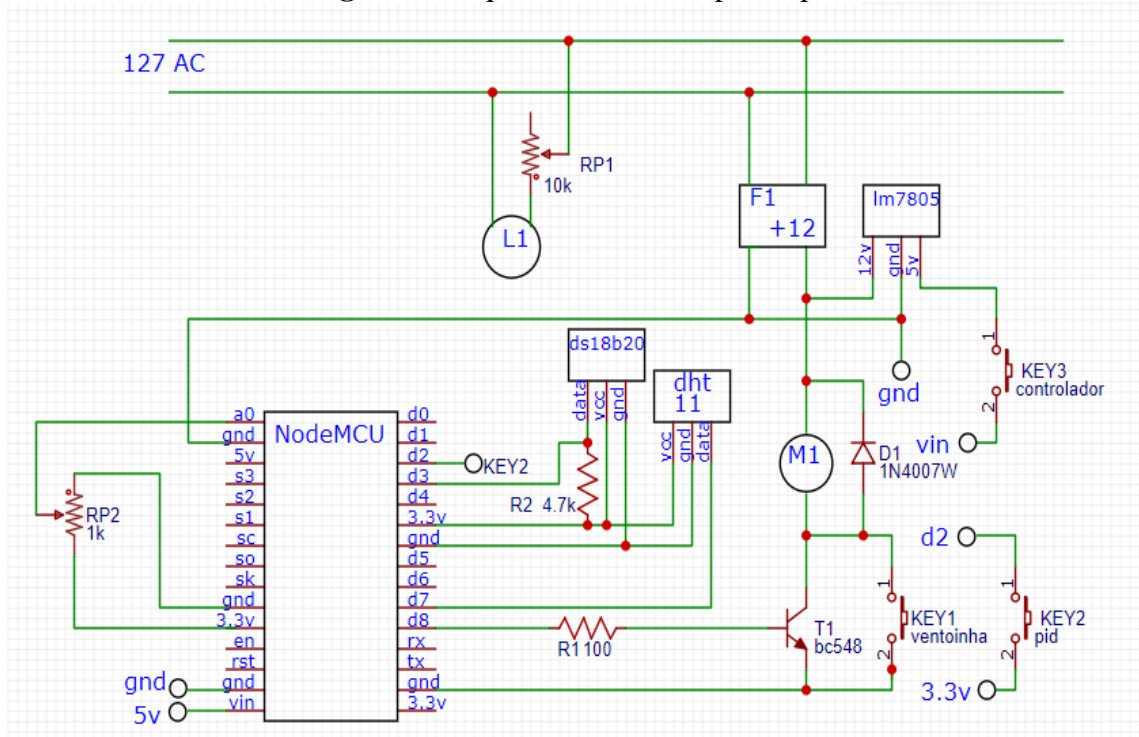 127 AC
RP1
10k
L1
F1
+12
lm7805
12v
gnd
5v
ds18b20
data
vcc
gnd
dht
11
vcc
gnd
data
gnd
1
KEY3
controlador
2
vin
NodeMCU
a0
gnd
5v
s3
s2
s1
sc
so
sk
gnd
3.3v
en
rst
gnd
vin
d0
d1
d2
d3
d4
3.3v
gnd
d5
d6
d7
d8
rx
tx
gnd
3.3v
KEY2
R2 4.7k
RP2
1k
M1
D1
1N4007W
R1 100
T1
bc548
1
KEY1
ventoinha
2
d2
1
KEY2
pid
2
3.3v
gnd
5v